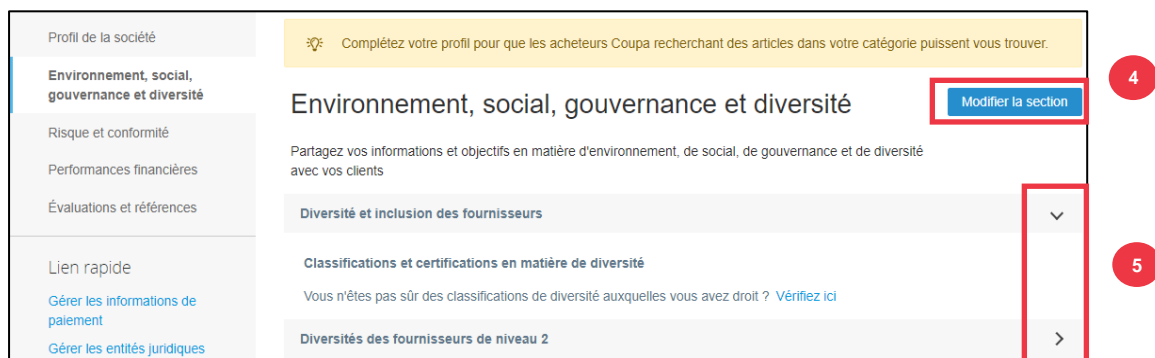 Profil de la société
Environnement, social,
gouvernance et diversité
Risque et conformité
Performances financières
Évaluations et références
Lien rapide
Gérer les informations de
paiement
Gérer les entités juridiques
Complétez votre profil pour que les acheteurs Coupa recherchant des articles dans votre catégorie puissent vous trouver.
Environnement, social, gouvernance et diversité
Modifier la section
4
Partagez vos informations et objectifs en matière d'environnement, de social, de gouvernance et de diversité
avec vos clients
Diversité et inclusion des fournisseurs
Classifications et certifications en matière de diversité
Vous n'êtes pas sûr des classifications de diversité auxquelles vous avez droit ? Vérifiez ici
5
Diversités des fournisseurs de niveau 2